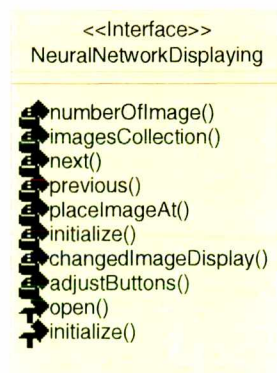 <<Interface>>
NeuralNetworkDisplaying
numberOfImage()
imagesCollection()
next()
previous()
placeImageAt()
initialize()
changedImageDisplay()
adjustButtons()
open()
initialize()